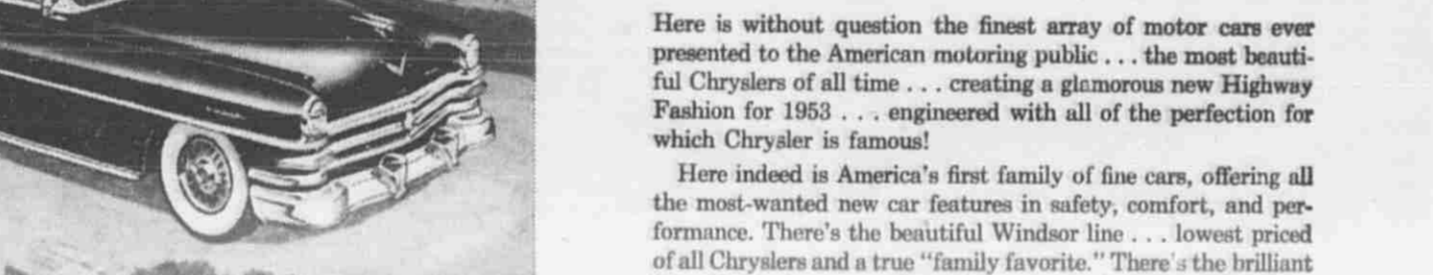 Here is without question the finest array of motor cars ever
presented to the American motoring public . . . the most beauti-
ful Chryslers of all time . . . creating a glamorous new Highway
Fashion for 1953 . . . engineered with all of the perfection for
which Chrysler is famous!
Here indeed is America's first family of fine cars, offering all
the most-wanted new car features in safety, comfort, and per-
formance. There's the beautiful Windsor line . . . lowest priced
of all Chryslers and a true "family favorite." There's the brilliant